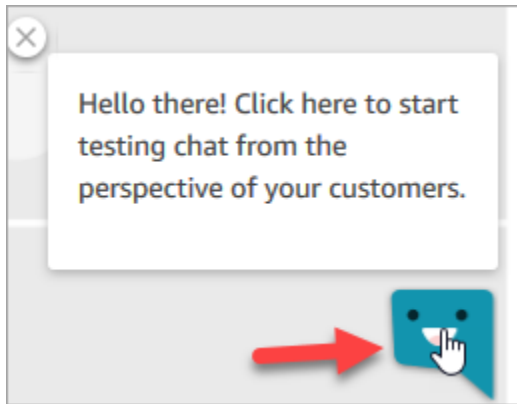 Hello there! Click here to start
testing chat from the
perspective of your customers.